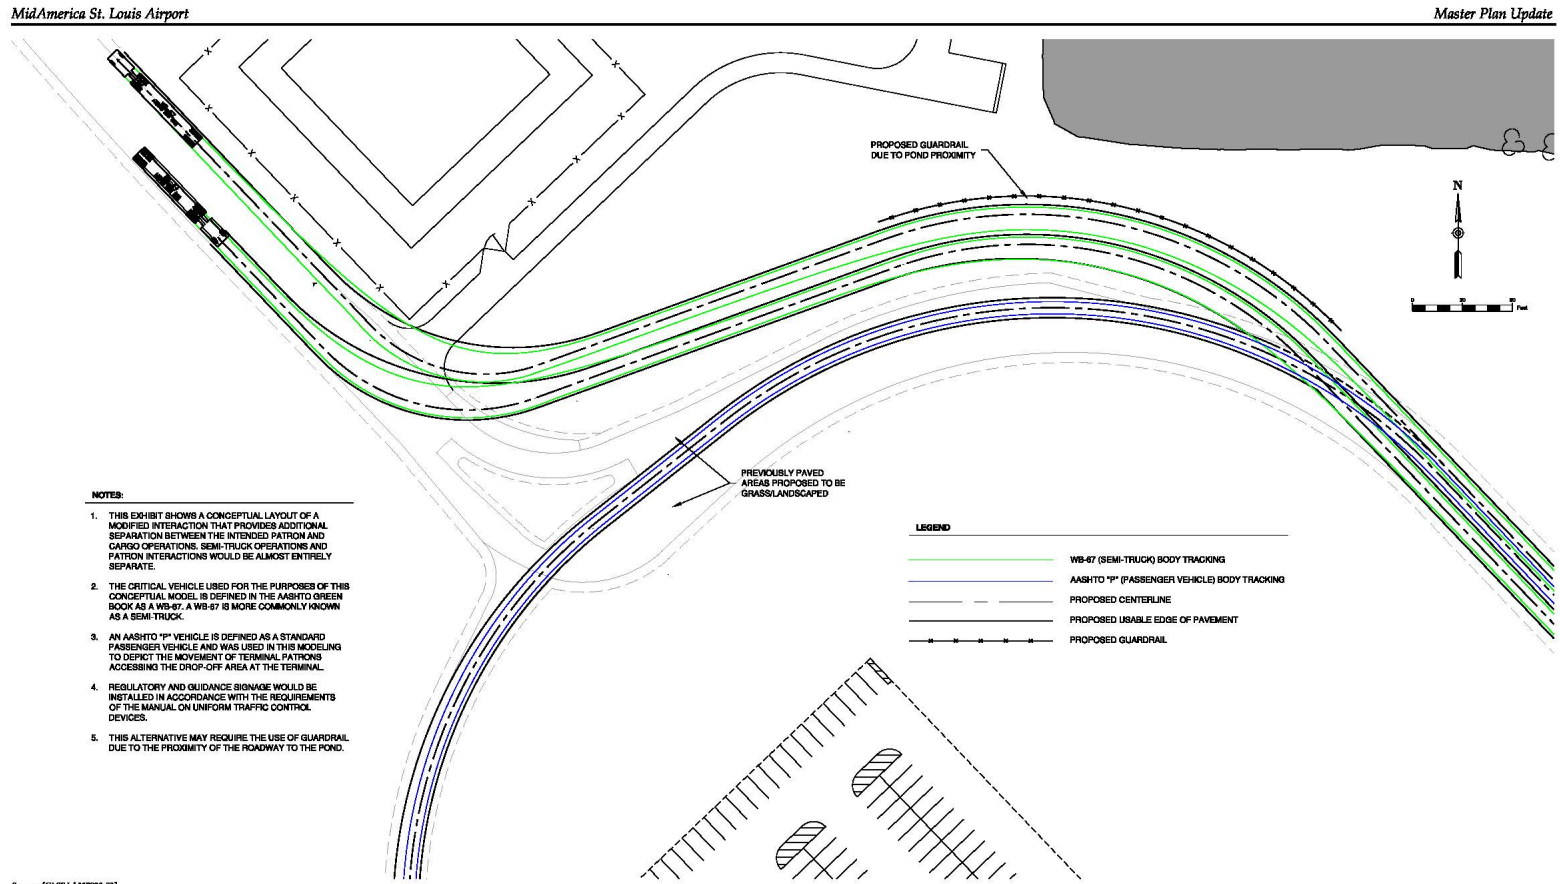 MidAmerica St. Louis Airport
Master Plan Update
PROPOSED GUARDRAIL
DUE TO POND PROXIMITY
N
0
Feet
PREVIOUSLY PAVED
AREAS PROPOSED TO BE
GRASS/LANDSCAPED
NOTES:
1. THIS EXHIBIT SHOWS A CONCEPTUAL LAYOUT OF A
MODIFIED INTERACTION THAT PROVIDES ADDITIONAL
SEPARATION BETWEEN THE INTENDED PATRON AND
CARGO OPERATIONS. SEMI-TRUCK OPERATIONS AND
PATRON INTERACTIONS WOULD BE ALMOST ENTIRELY
SEPARATE.
2. THE CRITICAL VEHICLE USED FOR THE PURPOSES OF THIS
CONCEPTUAL MODEL IS DEFINED IN THE AASHTO GREEN
BOOK AS A WB-67. A WB-67 IS MORE COMMONLY KNOWN
AS A SEMI-TRUCK.
3. AN AASHTO "P" VEHICLE IS DEFINED AS A STANDARD
PASSENGER VEHICLE AND WAS USED IN THIS MODELING
TO DEPICT THE MOVEMENT OF TERMINAL PATRONS
ACCESSING THE DROP-OFF AREA AT THE TERMINAL.
4. REGULATORY AND GUIDANCE SIGNAGE WOULD BE
INSTALLED IN ACCORDANCE WITH THE REQUIREMENTS
OF THE MANUAL ON UNIFORM TRAFFIC CONTROL
DEVICES.
5. THIS ALTERNATIVE MAY REQUIRE THE USE OF GUARDRAIL
DUE TO THE PROXIMITY OF THE ROADWAY TO THE POND.
LEGEND
WB-67 (SEMI-TRUCK) BODY TRACKING
AASHTO "P" (PASSENGER VEHICLE) BODY TRACKING
PROPOSED CENTERLINE
PROPOSED USABLE EDGE OF PAVEMENT
PROPOSED GUARDRAIL